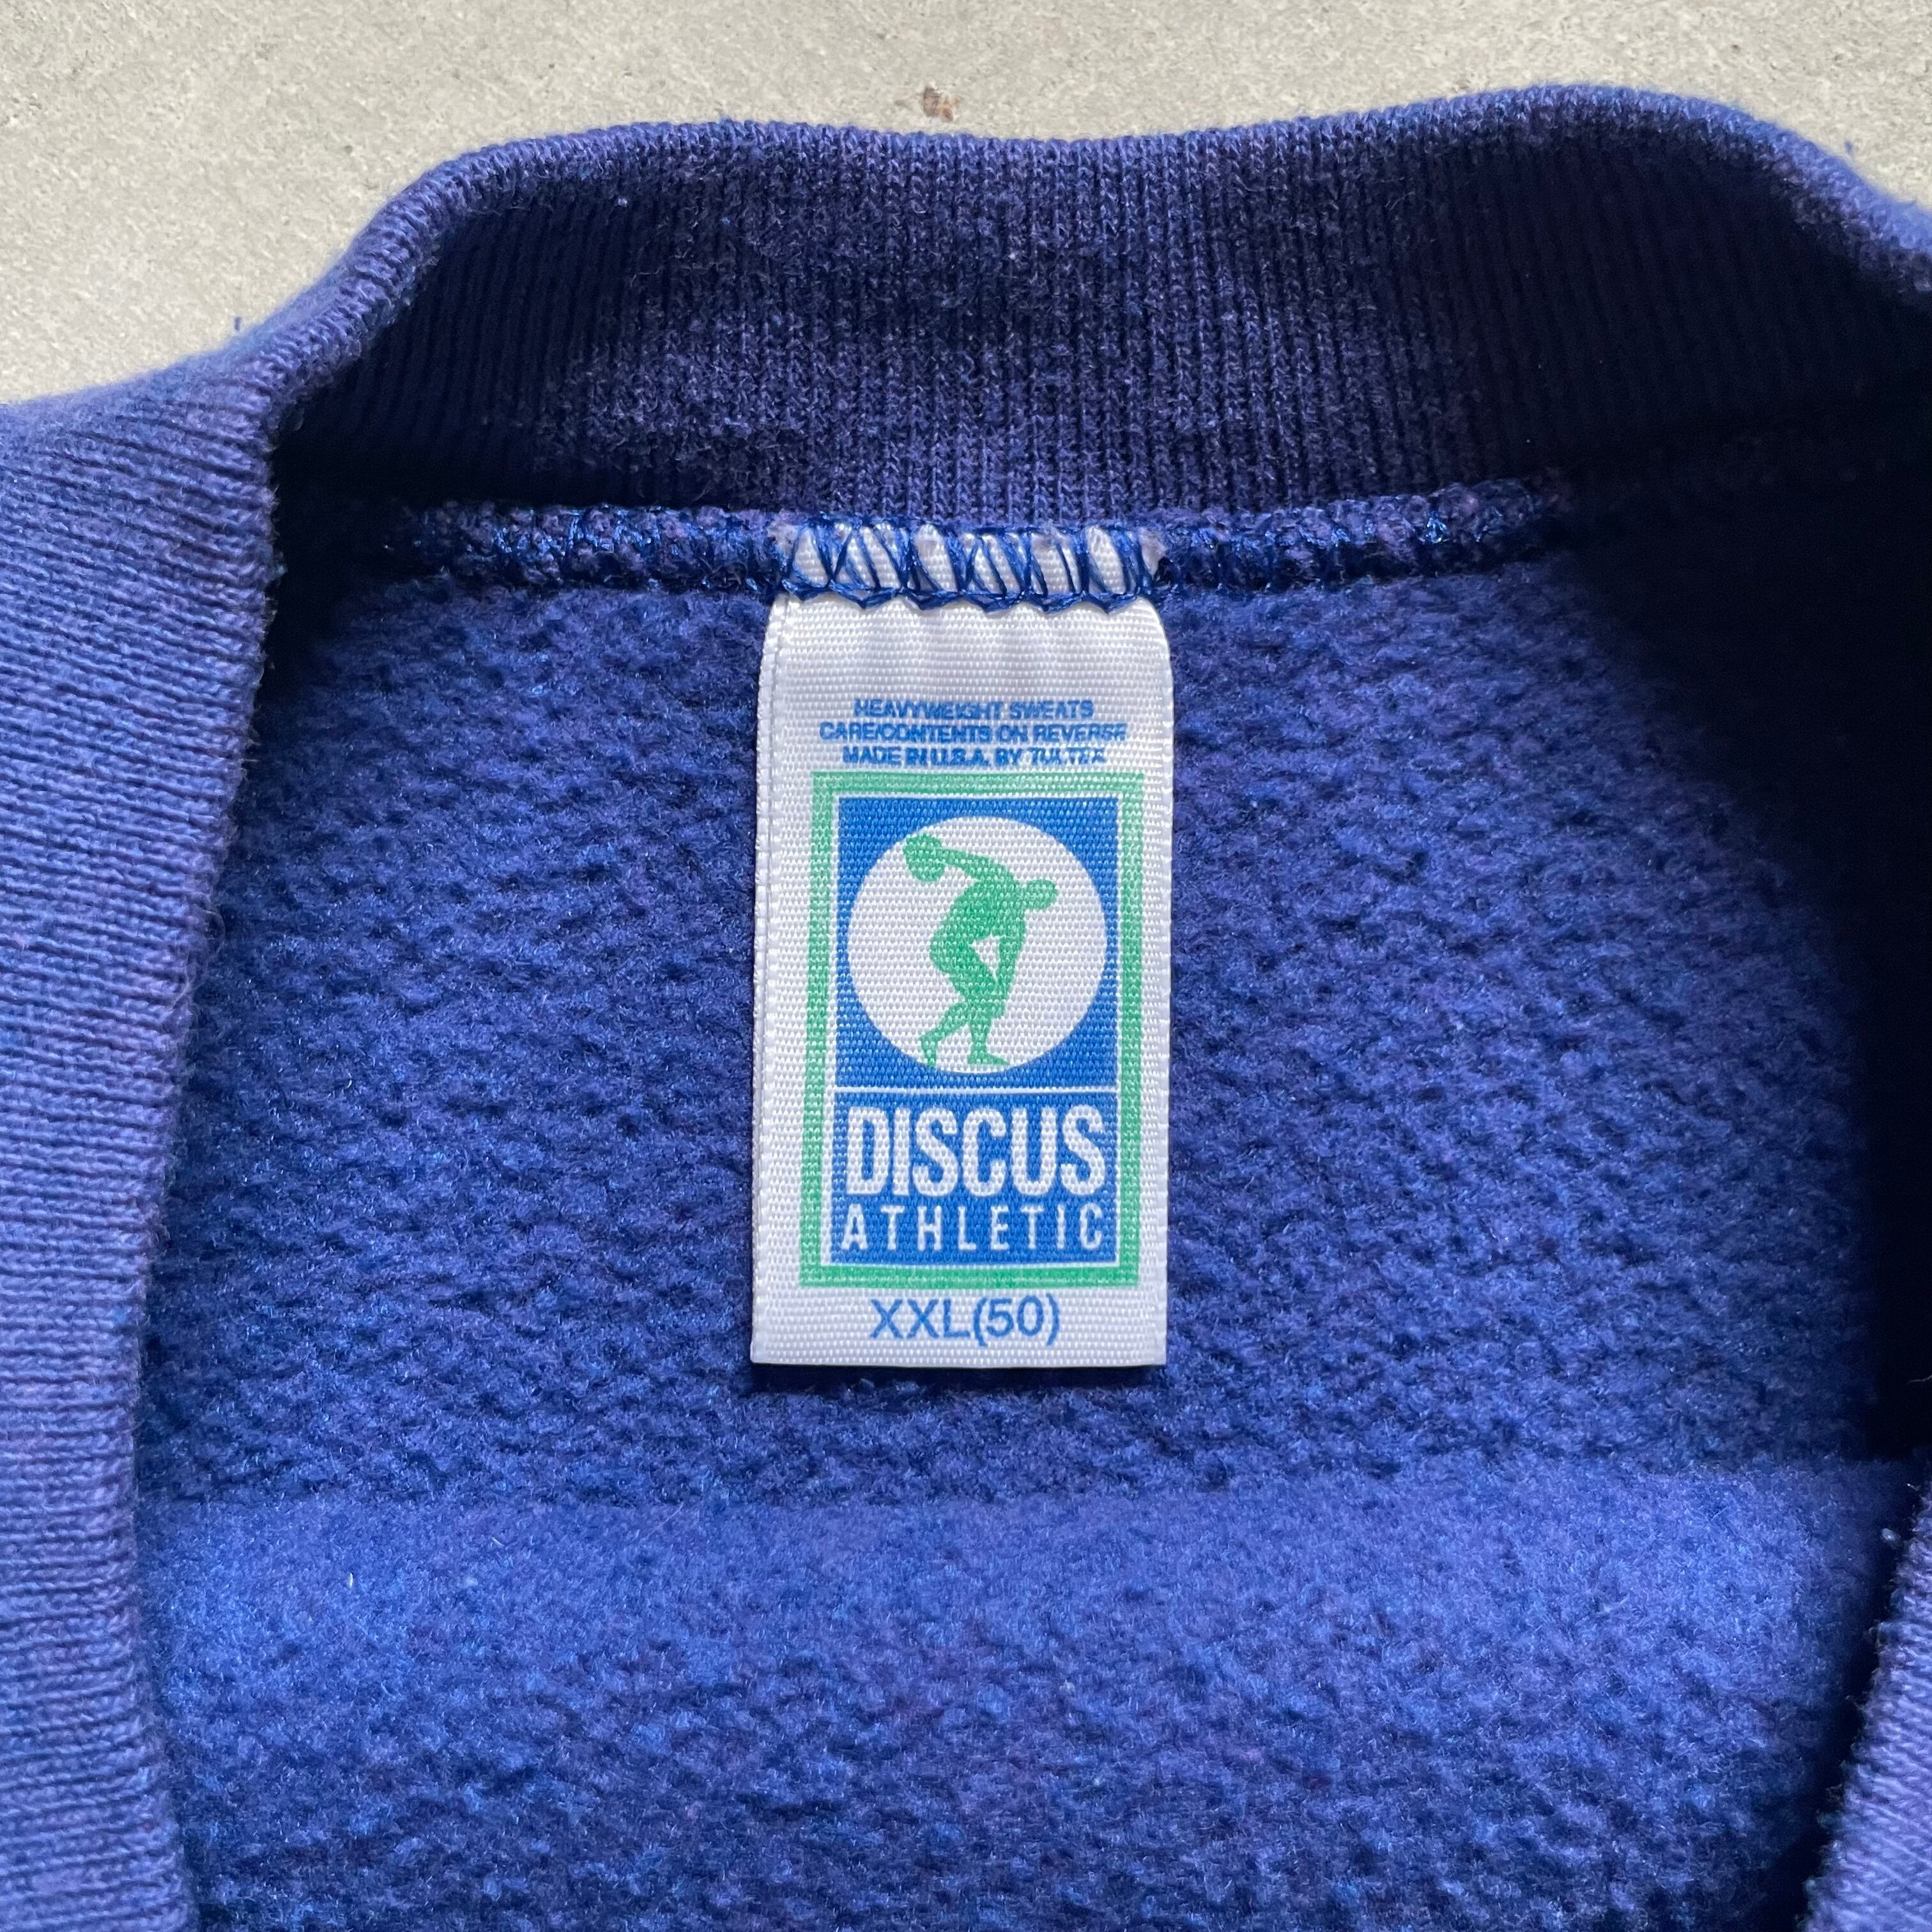 HEAVYWEIGHT SWEATS
CARE/CONTENTS ON REVERSE
MADE IN U.S.A. BY TULTEX
DISCUS
ATHLETIC
XXL(50)